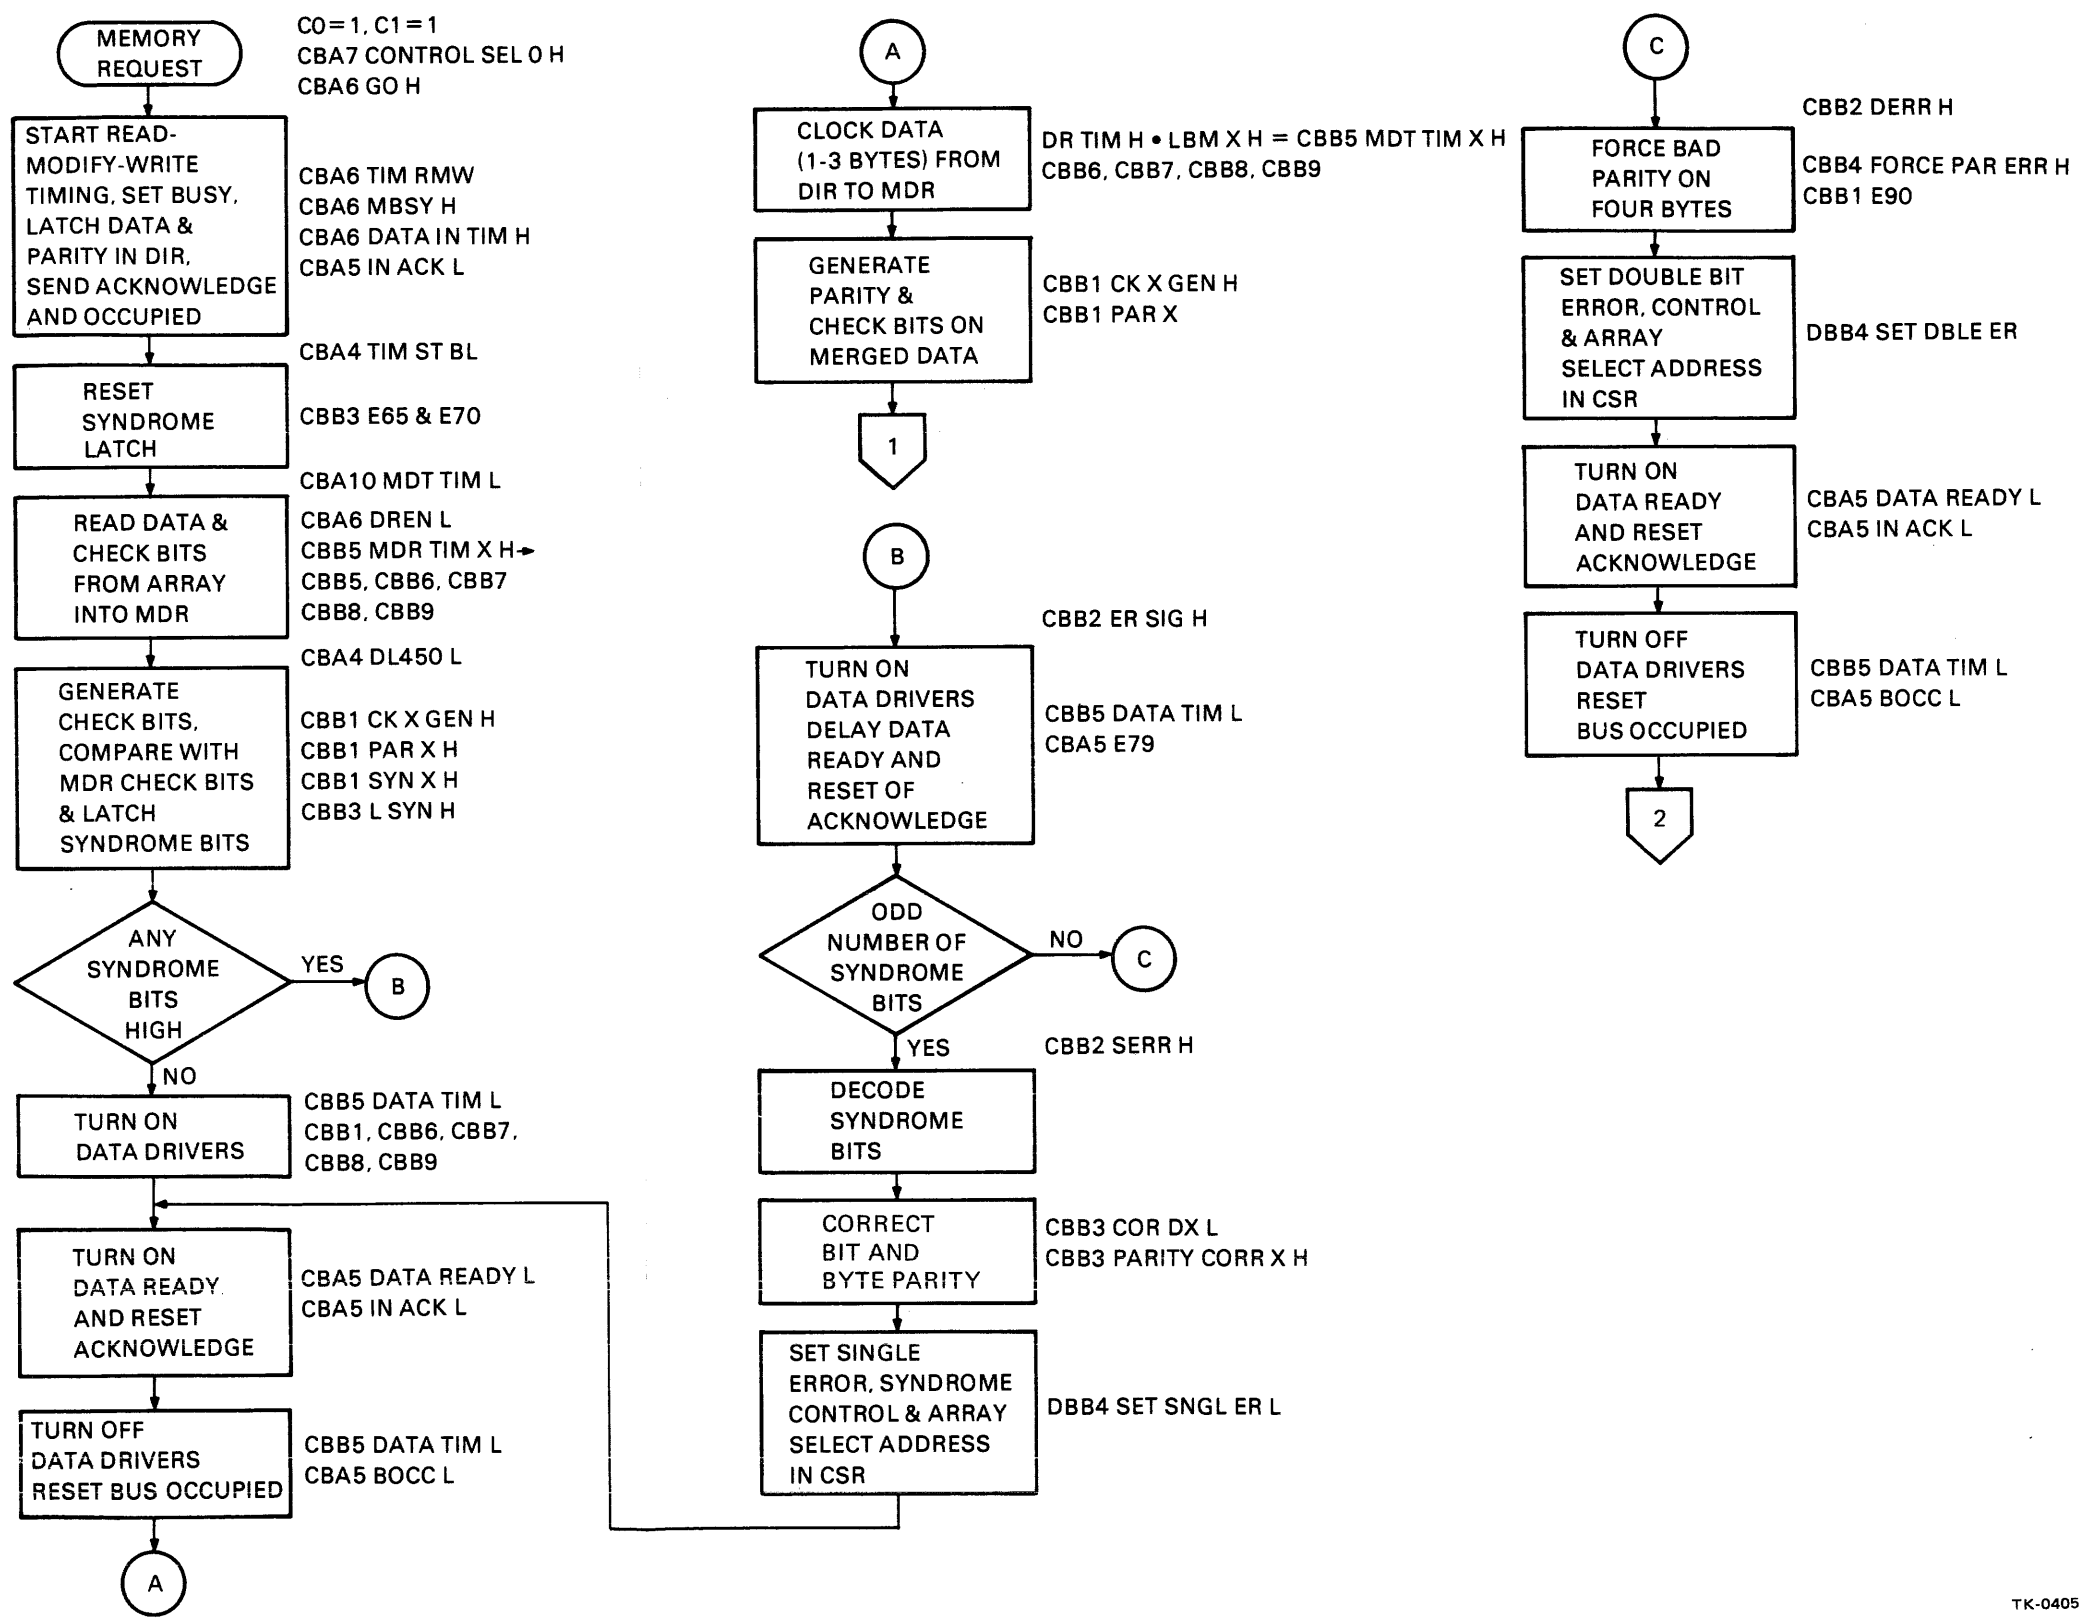 MEMORY
REQUEST
C0=1, C1=1
CBA7 CONTROL SEL 0 H
CBA6 GO H
START READ-
MODIFY-WRITE
TIMING, SET BUSY,
LATCH DATA &
PARITY IN DIR,
SEND ACKNOWLEDGE
AND OCCUPIED
CBA6 TIM RMW
CBA6 MBSY H
CBA6 DATA IN TIM H
CBA5 IN ACK L
CBA4 TIM ST BL
RESET
SYNDROME
LATCH
CBB3 E65 & E70
CBA10 MDT TIM L
READ DATA &
CHECK BITS
FROM ARRAY
INTO MDR
CBA6 DREN L
CBB5 MDR TIM X H→
CBB5, CBB6, CBB7
CBB8, CBB9
CBA4 DL450 L
GENERATE
CHECK BITS,
COMPARE WITH
MDR CHECK BITS
& LATCH
SYNDROME BITS
CBB1 CK X GEN H
CBB1 PAR X H
CBB1 SYN X H
CBB3 L SYN H
ANY
SYNDROME
BITS
HIGH
YES
B
NO
TURN ON
DATA DRIVERS
CBB5 DATA TIM L
CBB1, CBB6, CBB7,
CBB8, CBB9
TURN ON
DATA READY
AND RESET
ACKNOWLEDGE
CBA5 DATA READY L
CBA5 IN ACK L
TURN OFF
DATA DRIVERS
RESET BUS OCCUPIED
CBB5 DATA TIM L
CBA5 BOCC L
A
A
CLOCK DATA
(1-3 BYTES) FROM
DIR TO MDR
DR TIM H • LBM X H = CBB5 MDT TIM X H
CBB6, CBB7, CBB8, CBB9
GENERATE
PARITY &
CHECK BITS ON
MERGED DATA
CBB1 CK X GEN H
CBB1 PAR X
1
B
CBB2 ER SIG H
TURN ON
DATA DRIVERS
DELAY DATA
READY AND
RESET OF
ACKNOWLEDGE
CBB5 DATA TIM L
CBA5 E79
ODD
NUMBER OF
SYNDROME
BITS
NO
C
YES
CBB2 SERR H
DECODE
SYNDROME
BITS
CORRECT
BIT AND
BYTE PARITY
CBB3 COR DX L
CBB3 PARITY CORR X H
SET SINGLE
ERROR, SYNDROME
CONTROL & ARRAY
SELECT ADDRESS
IN CSR
DBB4 SET SNGL ER L
C
CBB2 DERR H
FORCE BAD
PARITY ON
FOUR BYTES
CBB4 FORCE PAR ERR H
CBB1 E90
SET DOUBLE BIT
ERROR, CONTROL
& ARRAY
SELECT ADDRESS
IN CSR
DBB4 SET DBLE ER
TURN ON
DATA READY
AND RESET
ACKNOWLEDGE
CBA5 DATA READY L
CBA5 IN ACK L
TURN OFF
DATA DRIVERS
RESET
BUS OCCUPIED
CBB5 DATA TIM L
CBA5 BOCC L
2
TK-0405